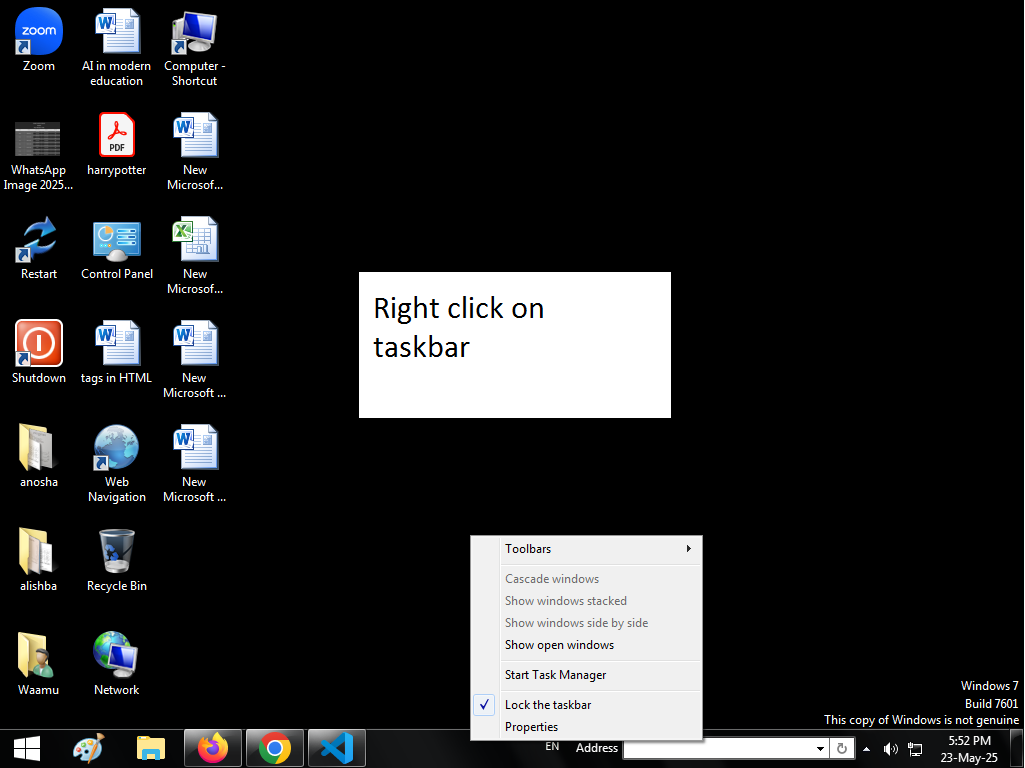 zoom
Zoom
AI in modern
education
Computer -
Shortcut
WhatsApp
Image 2025...
PDF
harrypotter
New
Microsof...
Restart
Control Panel
New
Microsof...
Shutdown
tags in HTML
New
Microsoft ...
anosha
Web
Navigation
New
Microsoft ...
alishba
Recycle Bin
Waamu
Network
Right click on
taskbar
Toolbars
Cascade windows
Show windows stacked
Show windows side by side
Show open windows
Start Task Manager
Lock the taskbar
Properties
Windows 7
Build 7601
This copy of Windows is not genuine
EN
Address
5:52 PM
23-May-25